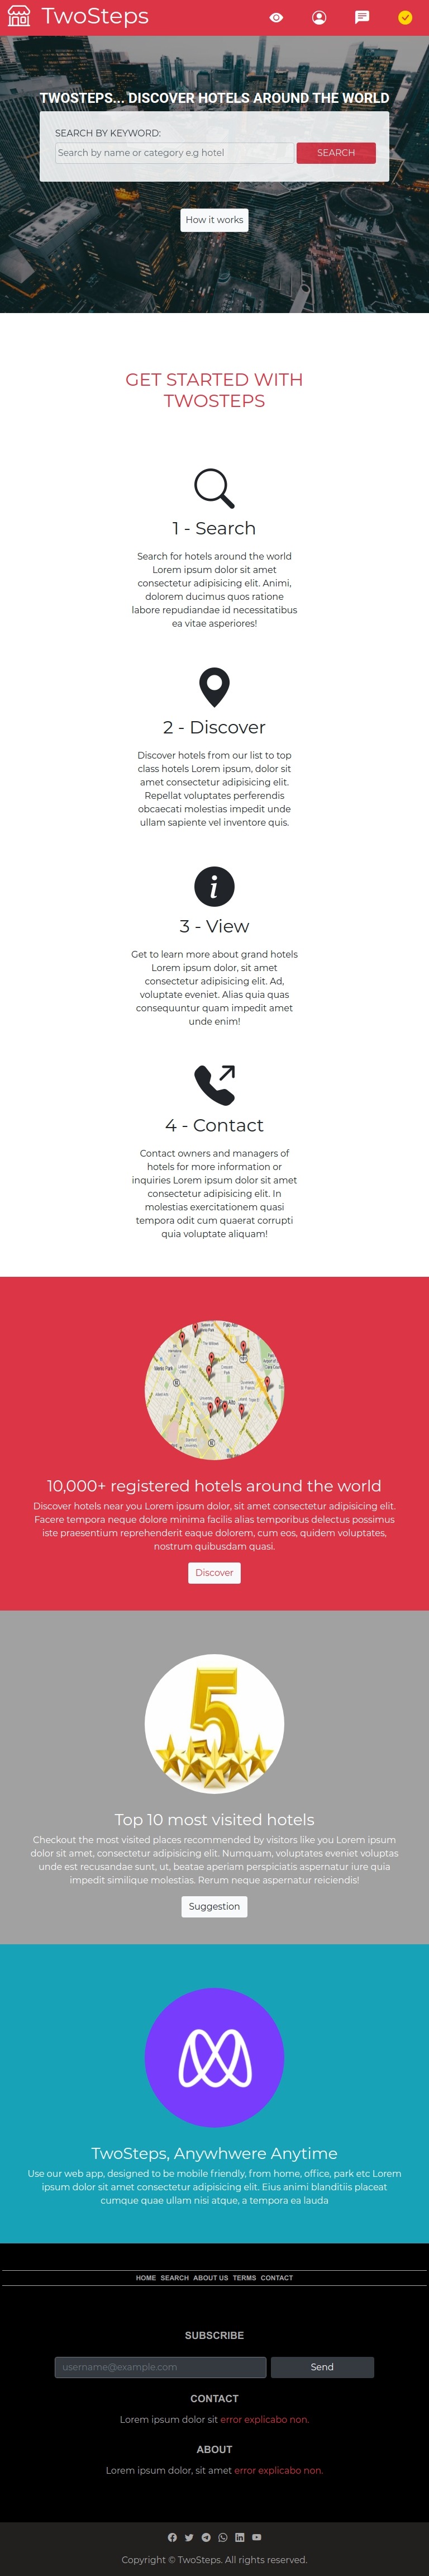 TwoSteps
TWOSTEPS... DISCOVER HOTELS AROUND THE WORLD
SEARCH BY KEYWORD:
Search by name or category e.g hotel
SEARCH
How it works
GET STARTED WITH
TWOSTEPS
1 - Search
Search for hotels around the world
Lorem ipsum dolor sit amet
consectetur adipisicing elit. Animi,
dolorem ducimus quos ratione
labore repudiandae id necessitatibus
ea vitae asperiores!
2 - Discover
Discover hotels from our list to top
class hotels Lorem ipsum, dolor sit
amet consectetur adipisicing elit.
Repellat voluptates perferendis
obcaecati molestias impedit unde
ullam sapiente vel inventore quis.
3 - View
Get to learn more about grand hotels
Lorem ipsum dolor, sit amet
consectetur adipisicing elit. Ad,
voluptate eveniet. Alias quia quas
consequuntur quam impedit amet
unde enim!
4 - Contact
Contact owners and managers of
hotels for more information or
inquiries Lorem ipsum dolor sit amet
consectetur adipisicing elit. In
molestias exercitationem quasi
tempora odit cum quaerat corrupti
quia voluptate aliquam!
10,000+ registered hotels around the world
Discover hotels near you Lorem ipsum dolor, sit amet consectetur adipisicing elit.
Facere tempora neque dolore minima facilis alias temporibus delectus possimus
iste praesentium reprehenderit eaque dolorem, cum eos, quidem voluptates,
nostrum quibusdam quasi.
Discover
5
Top 10 most visited hotels
Checkout the most visited places recommended by visitors like you Lorem ipsum
dolor sit amet, consectetur adipisicing elit. Numquam, voluptates eveniet voluptas
unde est recusandae sunt, ut, beatae aperiam perspiciatis aspernatur iure quia
impedit similique molestias. Rerum neque aspernatur reiciendis!
Suggestion
TwoSteps, Anywhwere Anytime
Use our web app, designed to be mobile friendly, from home, office, park etc Lorem
ipsum dolor sit amet consectetur adipisicing elit. Eius animi blanditiis placeat
cumque quae ullam nisi atque, a tempora ea lauda
HOME SEARCH ABOUT US TERMS CONTACT
SUBSCRIBE
username@example.com
Send
CONTACT
Lorem ipsum dolor sit error explicabo non.
ABOUT
Lorem ipsum dolor, sit amet error explicabo non.
Copyright © TwoSteps. All rights reserved.